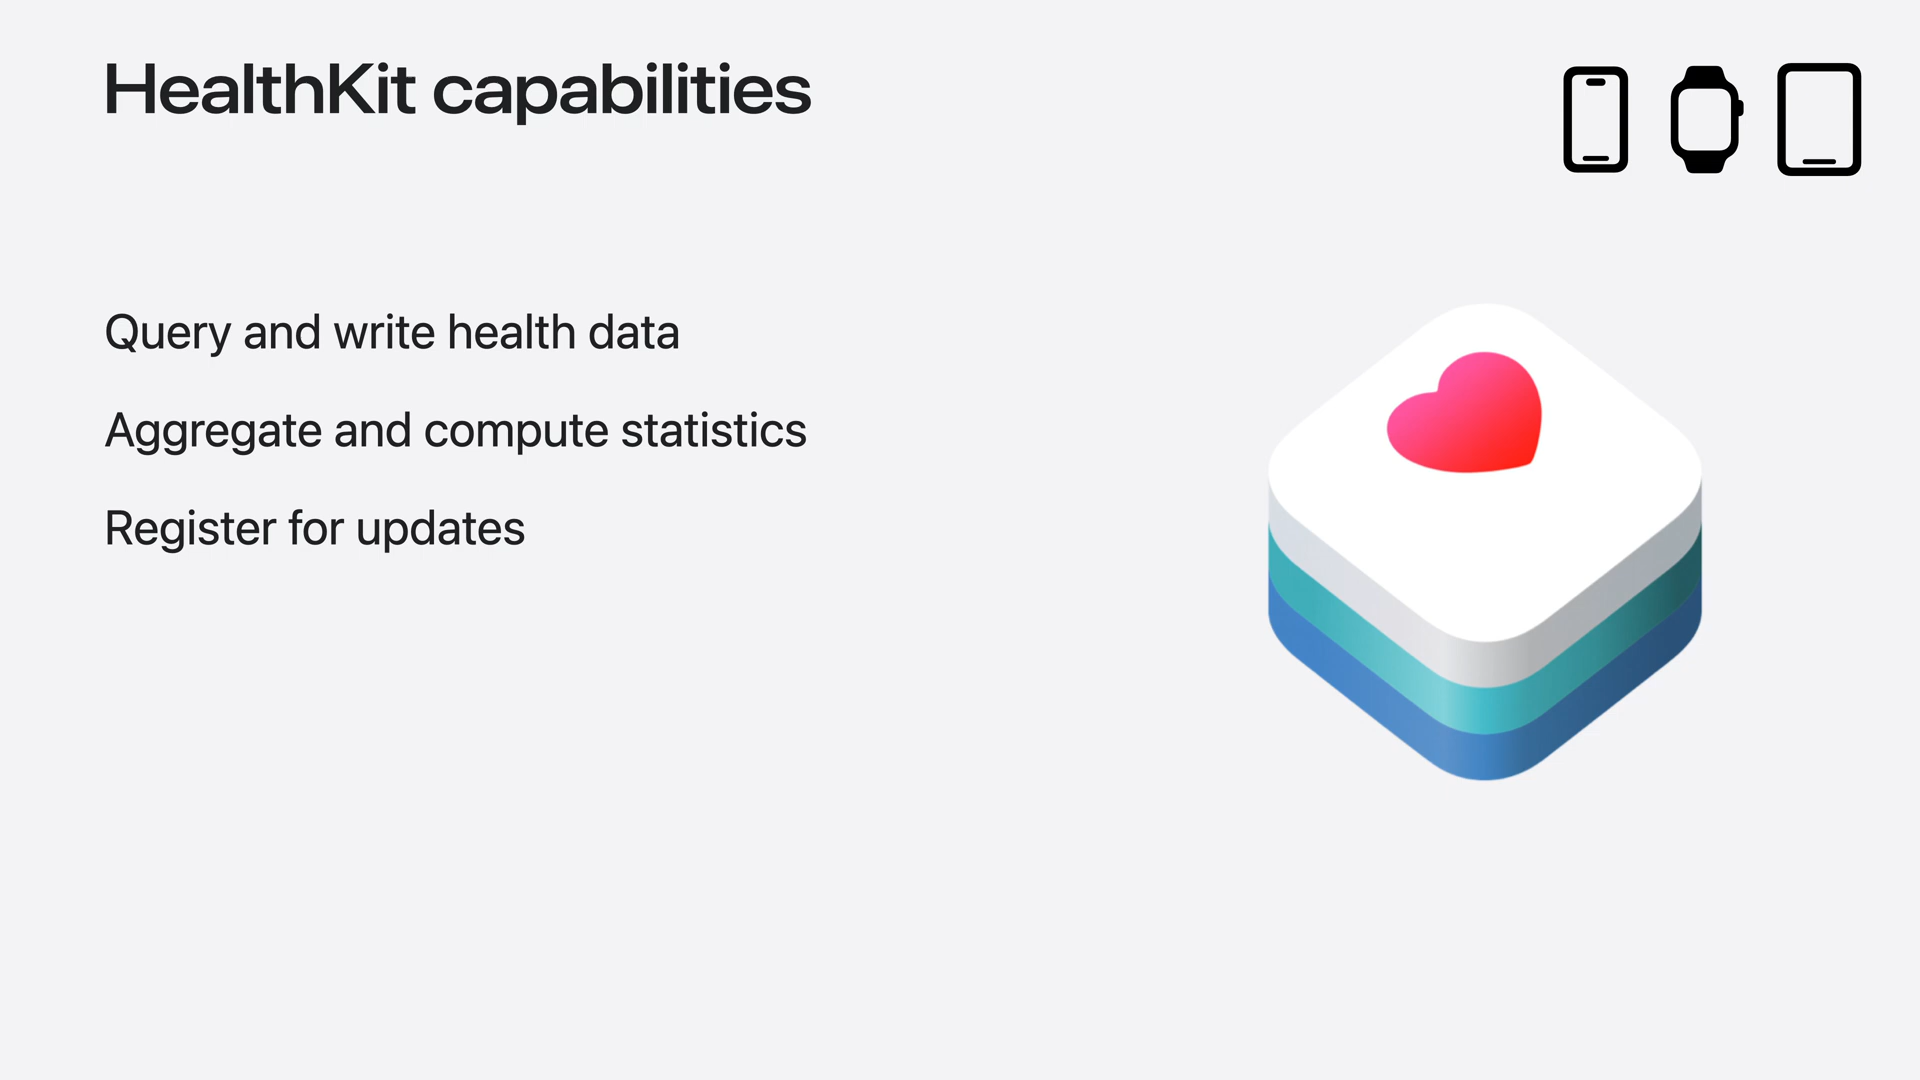 HealthKit capabilities
Query and write health data
Aggregate and compute statistics
Register for updates